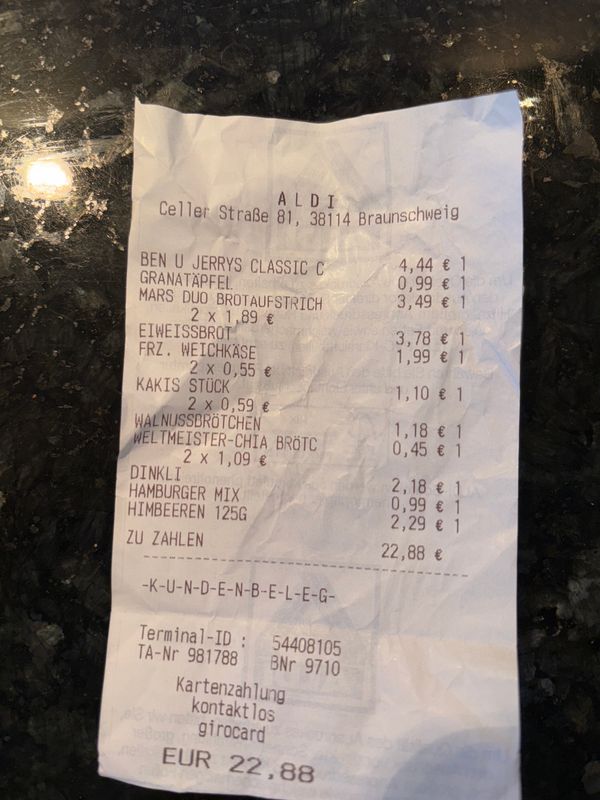 A L D I
Celler Straße 81, 38114 Braunschweig
BEN U JERRYS CLASSIC C 4,44 € 1
GRANATÄPFEL 0,99 € 1
MARS DUO BROTAUFSTRICH 3,49 € 1
2 x 1,89 €
EIWEISSBROT 3,78 € 1
FRZ. WEICHKÄSE 1,99 € 1
2 x 0,55 €
KAKIS STÜCK 1,10 € 1
2 x 0,59 €
WALNUSSBRÖTCHEN 1,18 € 1
WELTMEISTER-CHIA BRÖTC 0,45 € 1
2 x 1,09 €
DINKLI 2,18 € 1
HAMBURGER MIX 0,99 € 1
HIMBEEREN 125G 2,29 € 1
ZU ZAHLEN 22,88 €
-K-U-N-D-E-N-B-E-L-E-G-
Terminal-ID : 54408105
TA-Nr 981788 BNr 9710
Kartenzahlung
kontaktlos
girocard
EUR 22,88